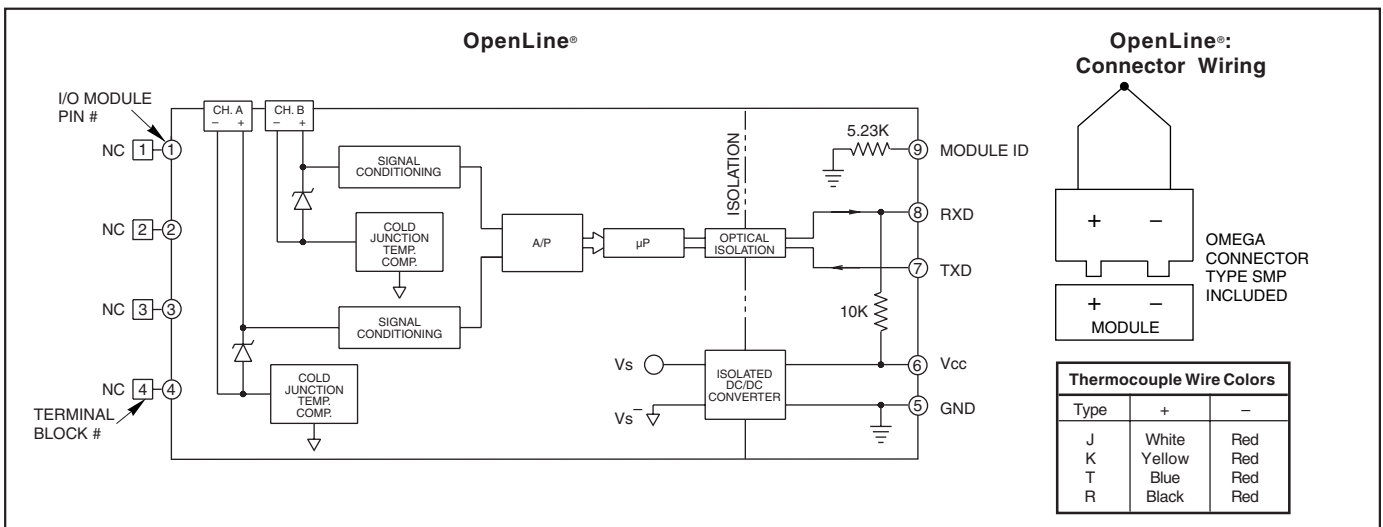 OpenLine®
OpenLine®:
Connector Wiring
I/O MODULE
PIN #
CH. A
– +
CH. B
– +
NC 1 1
NC 2 2
NC 3 3
NC 4 4
TERMINAL
BLOCK #
SIGNAL
CONDITIONING
COLD
JUNCTION
TEMP.
COMP.
SIGNAL
CONDITIONING
COLD
JUNCTION
TEMP.
COMP.
A/P
µP
OPTICAL
ISOLATION
ISOLATION
5.23K
9 MODULE ID
8 RXD
7 TXD
10K
Vs
Vs–
ISOLATED
DC/DC
CONVERTER
6 Vcc
5 GND
+ –
OMEGA
CONNECTOR
TYPE SMP
INCLUDED
+ –
MODULE
Thermocouple Wire Colors
Type + –
J White Red
K Yellow Red
T Blue Red
R Black Red